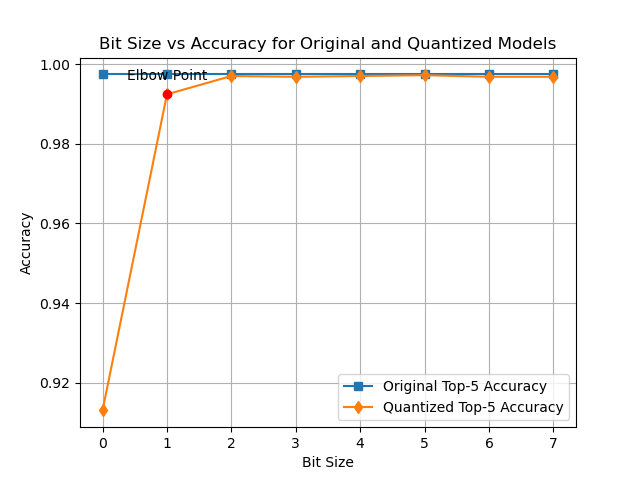 Bit Size vs Accuracy for Original and Quantized Models
1.00
Elbow Point
0.98
0.96
Accuracy
0.94
0.92
Original Top-5 Accuracy
Quantized Top-5 Accuracy
0 1 2 3 4 5 6 7
Bit Size